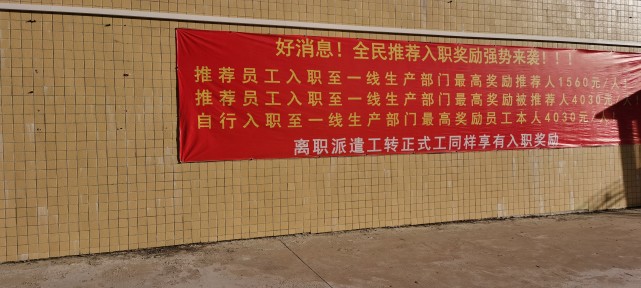 好消息！全民推荐入职奖励强势来袭！！！
推荐员工入职至一线生产部门最高奖励推荐人1560元/人！
推荐员工入职至一线生产部门最高奖励被推荐人4030元/人
自行入职至一线生产部门最高奖励员工本人4030元/人
离职派遣工转正式工同样享有入职奖励